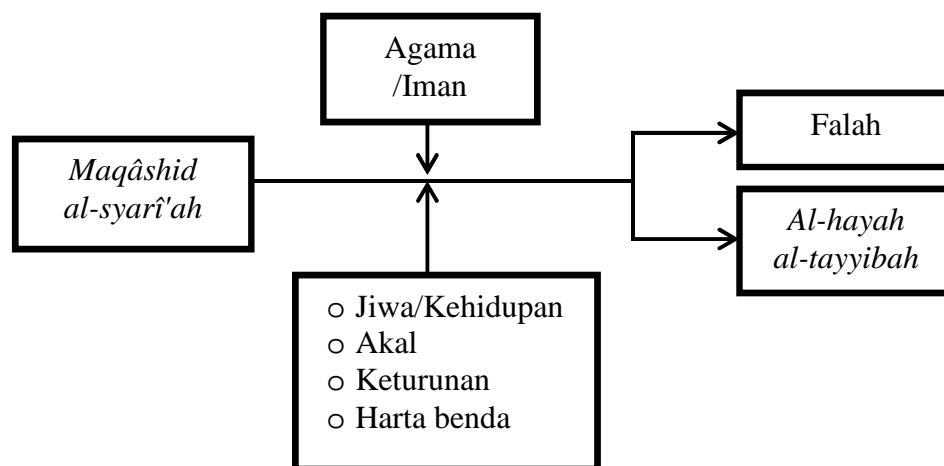 Agama
/Iman
Maqâshid
al-syarî'ah
Falah
Al-hayah
al-tayyibah
o Jiwa/Kehidupan
o Akal
o Keturunan
o Harta benda